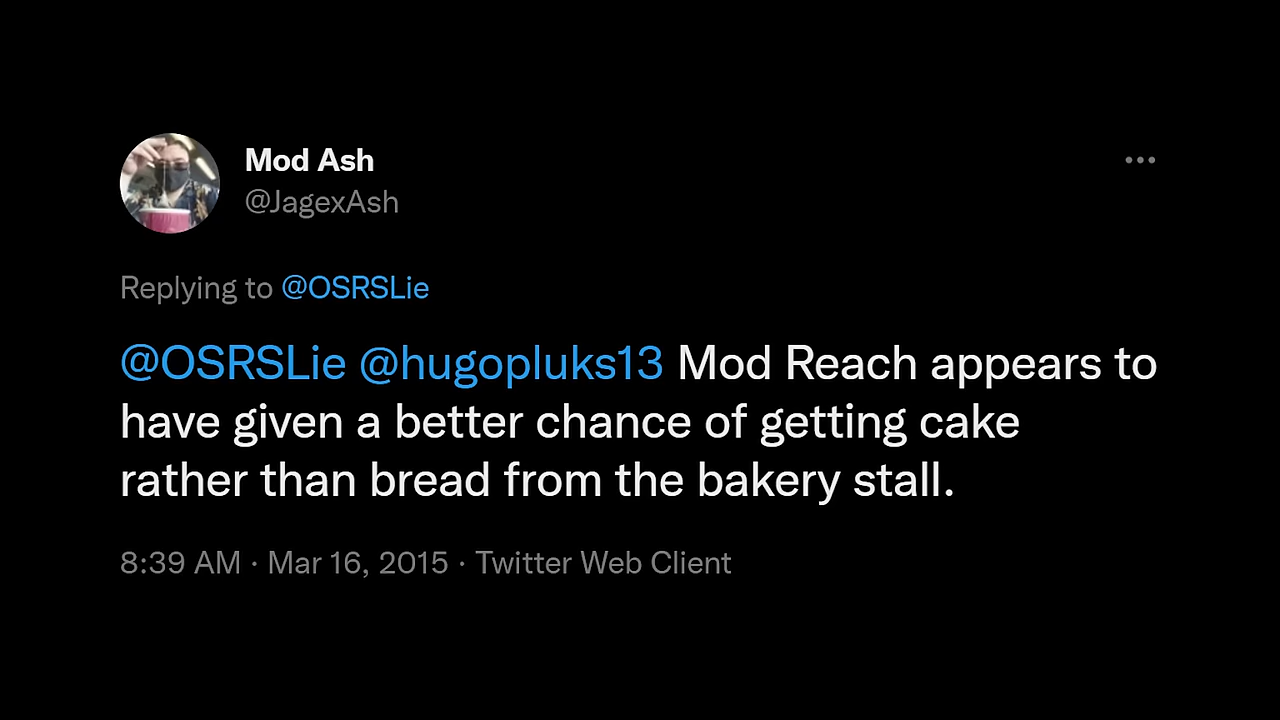 Mod Ash
@JagexAsh
Replying to @OSRSLie
@OSRSLie @hugopluks13 Mod Reach appears to
have given a better chance of getting cake
rather than bread from the bakery stall.
8:39 AM · Mar 16, 2015 · Twitter Web Client